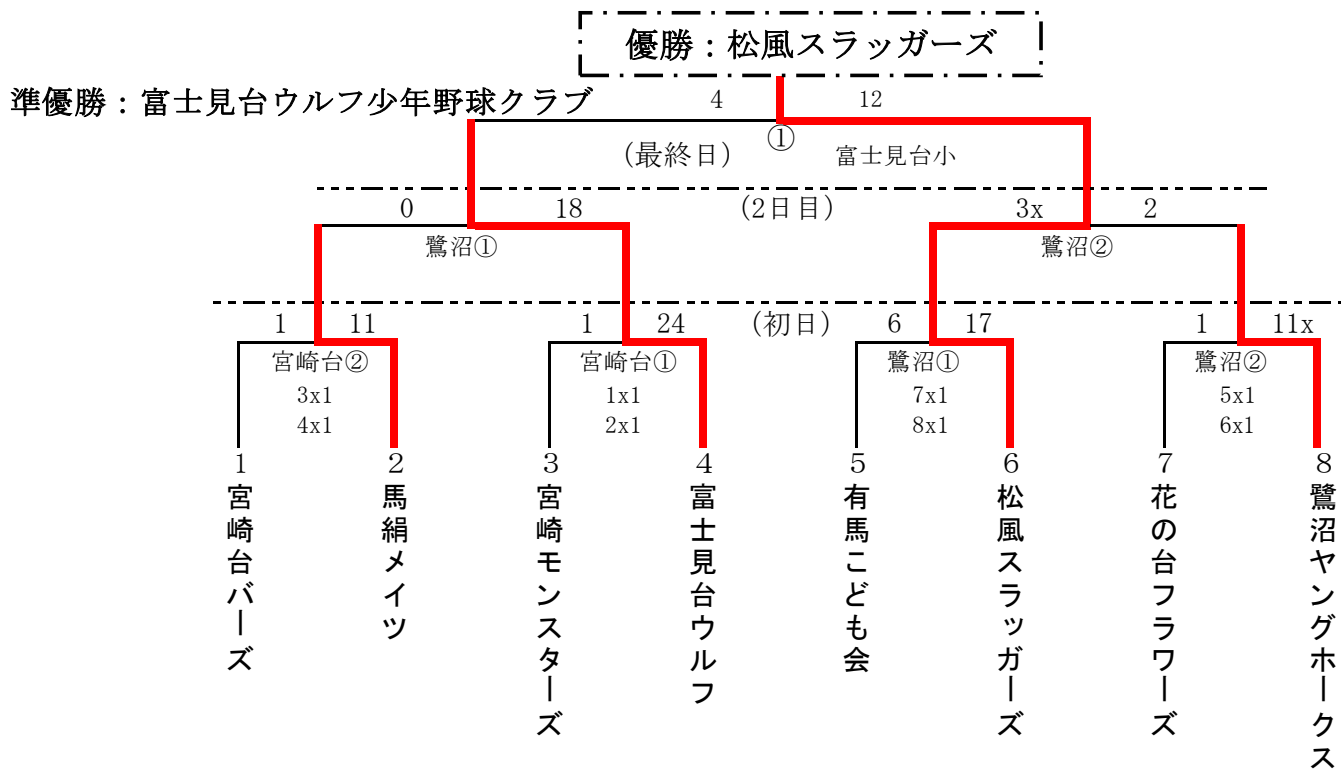 優勝：松風スラッガーズ
準優勝：富士見台ウルフ少年野球クラブ
4 12
①
(最終日) 富士見台小
0 18 (2日目) 3x 2
鷺沼① 鷺沼②
1 11 1 24 (初日) 6 17 1 11x
宮崎台② 宮崎台① 鷺沼① 鷺沼②
3x1 1x1 7x1 5x1
4x1 2x1 8x1 6x1
1 2 3 4 5 6 7 8
宮崎台バーズ
馬絹メイツ
宮崎モンスターズ
富士見台ウルフ
有馬こども会
松風スラッガーズ
花の台フラワーズ
鷺沼ヤングホークス